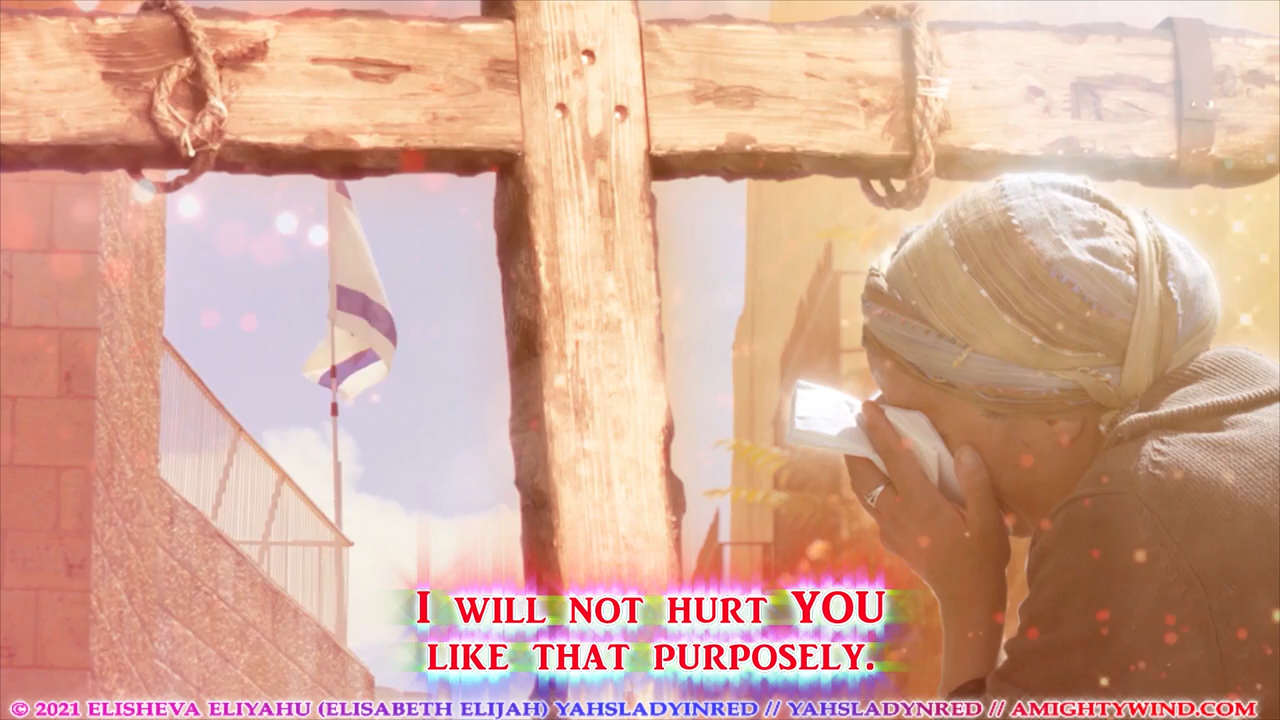 I WILL NOT HURT YOU
LIKE THAT PURPOSELY.
© 2021 ELISHEVA ELIYAHU (ELISABETH ELIJAH) YAHSLADYINRED // YAHSLADYNRED // AMIGHTYWIND.COM